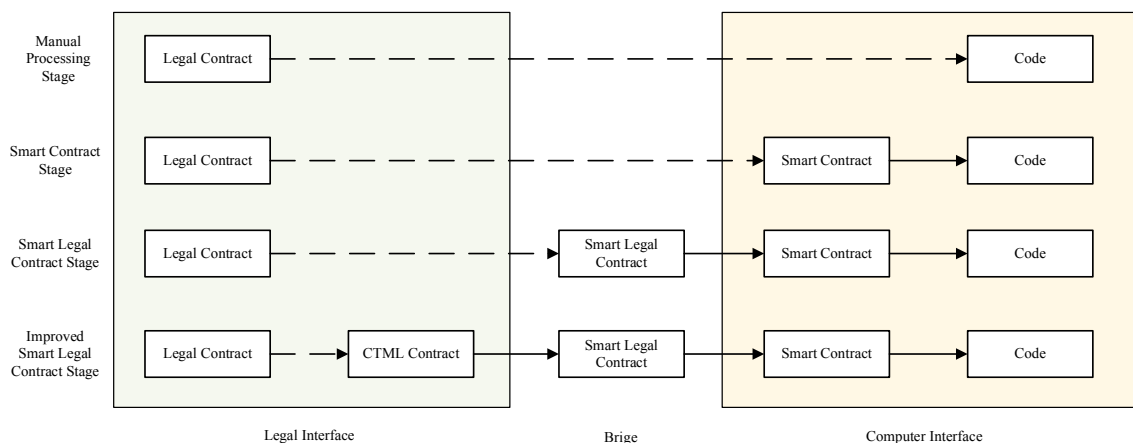 Manual
Processing
Stage
Legal Contract
Code
Smart Contract
Stage
Legal Contract
Smart Contract
Code
Smart Legal
Contract Stage
Legal Contract
Smart Legal
Contract
Smart Contract
Code
Improved
Smart Legal
Contract Stage
Legal Contract
CTML Contract
Smart Legal
Contract
Smart Contract
Code
Legal Interface
Brige
Computer Interface